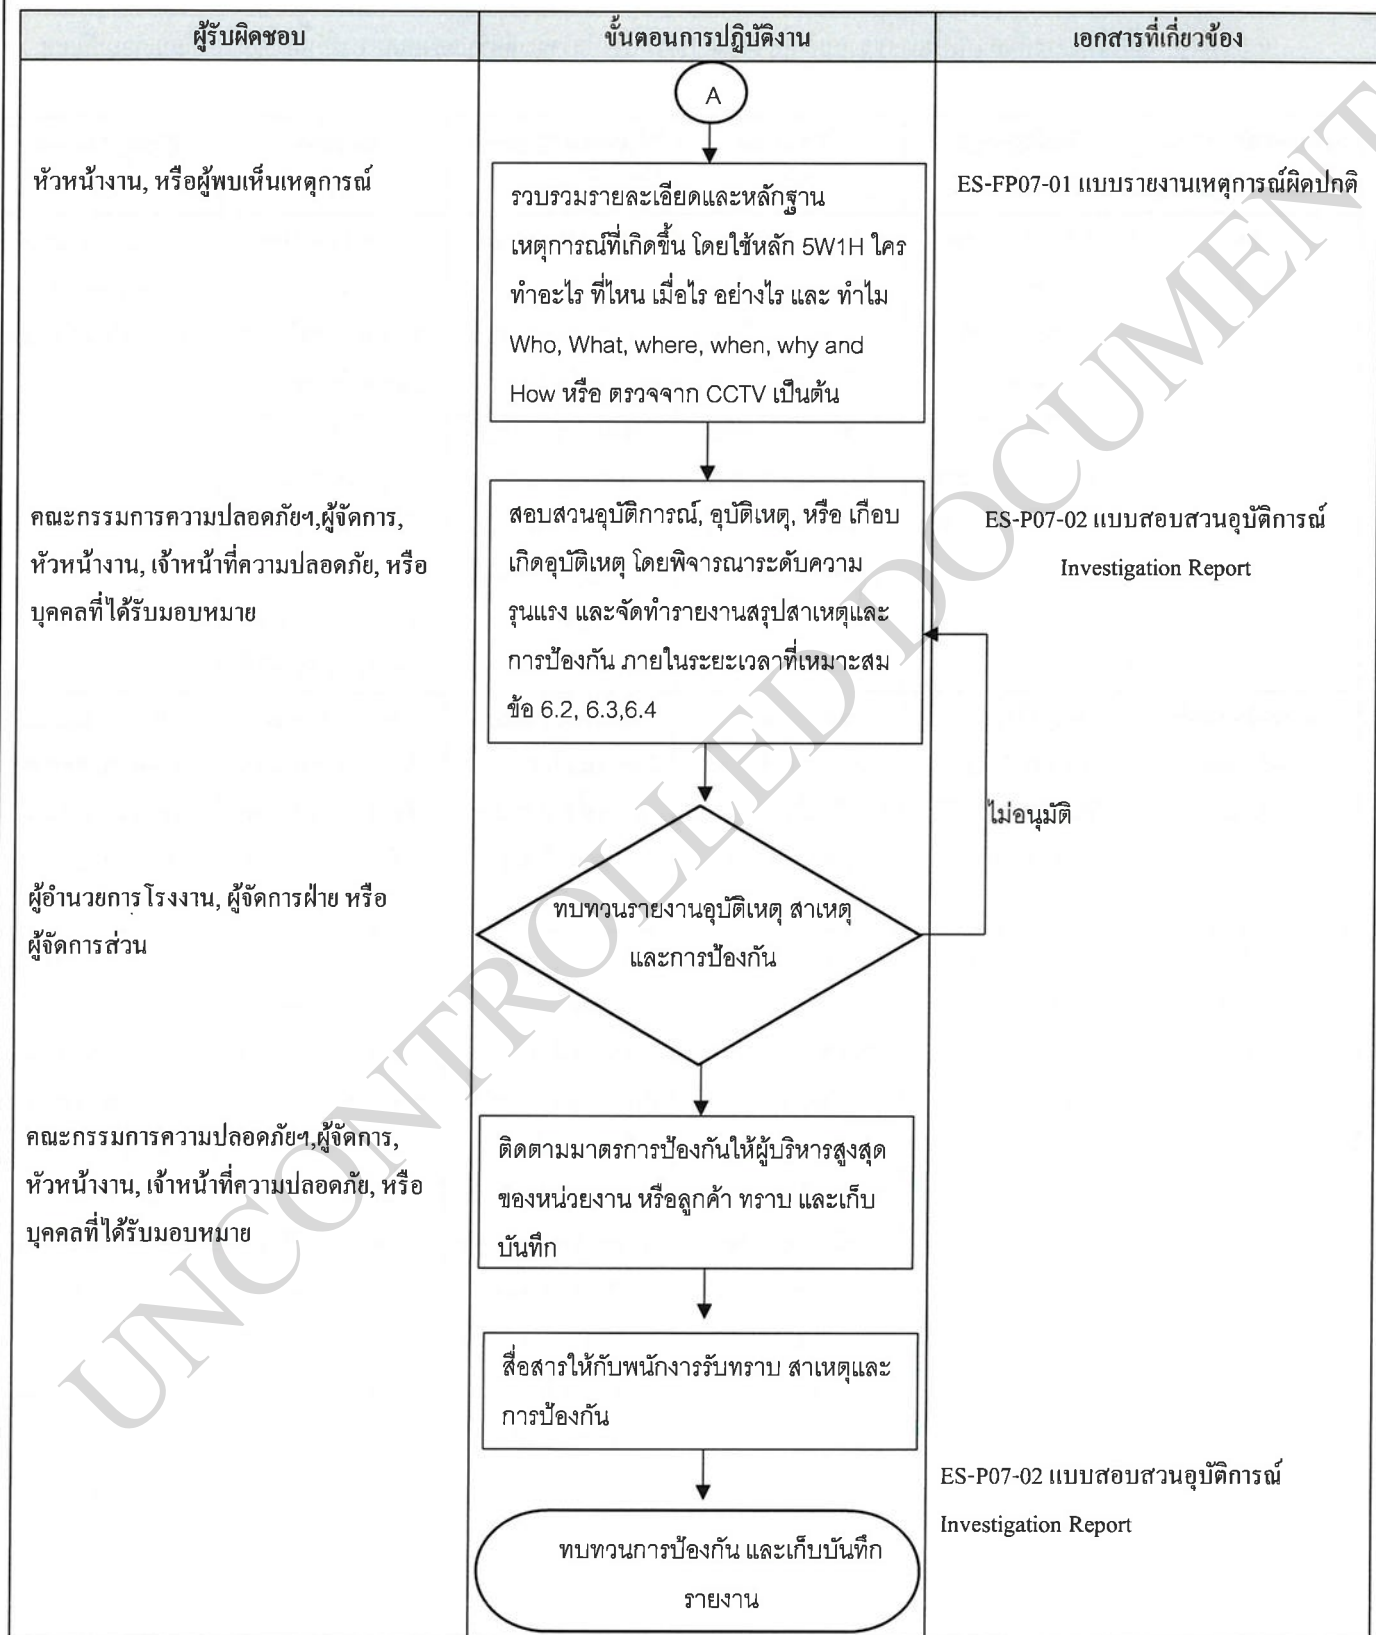 ผู้รับผิดชอบ
ขั้นตอนการปฏิบัติงาน
เอกสารที่เกี่ยวข้อง
A
หัวหน้างาน, หรือผู้พบเห็นเหตุการณ์
รวบรวมรายละเอียดและหลักฐาน
เหตุการณ์ที่เกิดขึ้น โดยใช้หลัก 5W1H ใคร
ทำอะไร ที่ไหน เมื่อไร อย่างไร และ ทำไม
Who, What, where, when, why and
How หรือ ตรวจจาก CCTV เป็นต้น
ES-FP07-01 แบบรายงานเหตุการณ์ผิดปกติ
คณะกรรมการความปลอดภัยฯ,ผู้จัดการ,
หัวหน้างาน, เจ้าหน้าที่ความปลอดภัย, หรือ
บุคคลที่ได้รับมอบหมาย
สอบสวนอุบัติการณ์, อุบัติเหตุ, หรือ เกือบ
เกิดอุบัติเหตุ โดยพิจารณาระดับความ
รุนแรง และจัดทำรายงานสรุปสาเหตุและ
การป้องกัน ภายในระยะเวลาที่เหมาะสม
ข้อ 6.2, 6.3,6.4
ES-P07-02 แบบสอบสวนอุบัติการณ์
Investigation Report
ไม่อนุมัติ
ผู้อำนวยการโรงงาน, ผู้จัดการฝ่าย หรือ
ผู้จัดการส่วน
ทบทวนรายงานอุบัติเหตุ สาเหตุ
และการป้องกัน
คณะกรรมการความปลอดภัยฯ,ผู้จัดการ,
หัวหน้างาน, เจ้าหน้าที่ความปลอดภัย, หรือ
บุคคลที่ได้รับมอบหมาย
ติดตามมาตรการป้องกันให้ผู้บริหารสูงสุด
ของหน่วยงาน หรือลูกค้า ทราบ และเก็บ
บันทึก
สื่อสารให้กับพนักงารรับทราบ สาเหตุและ
การป้องกัน
ES-P07-02 แบบสอบสวนอุบัติการณ์
Investigation Report
ทบทวนการป้องกัน และเก็บบันทึก
รายงาน
UNCONTROLLED DOCUMENT